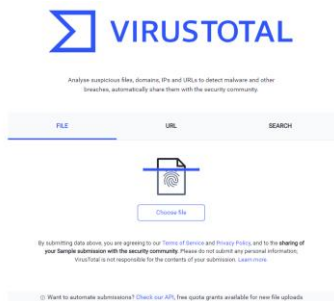 VIRUSTOTAL
Analyse suspicious files, domains, IPs and URLs to detect malware and other
breaches, automatically share them with the security community.
FILE URL SEARCH
Choose file
By submitting data above, you are agreeing to our Terms of Service and Privacy Policy, and to the sharing of
your Sample submission with the security community. Please do not submit any personal information;
VirusTotal is not responsible for the contents of your submission. Learn more.
Want to automate submissions? Check our API, free quota grants available for new file uploads